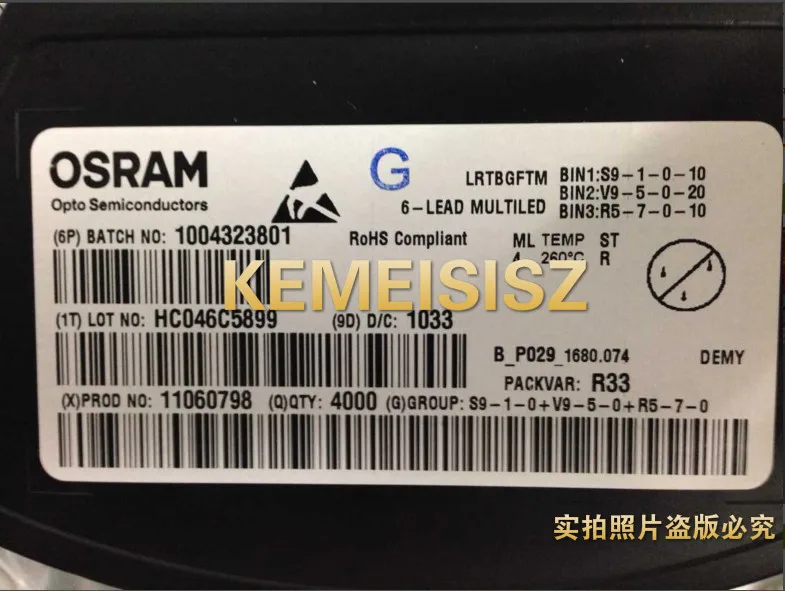 OSRAM
Opto Semiconductors
G
LRTBGFTM
6-LEAD MULTILED
BIN1:S9-1-0-10
BIN2:V9-5-0-20
BIN3:R5-7-0-10
(6P) BATCH NO: 1004323801
RoHS Compliant
ML TEMP ST
4 260°C R
KEMEISISZ
(1T) LOT NO: HC046C5899 (9D) D/C: 1033
B_P029_1680.074 DEMY
PACKVAR: R33
(X)PROD NO: 11060798 (Q)QTY: 4000 (G)GROUP: S9-1-0+V9-5-0+R5-7-0
实拍照片盗版必究